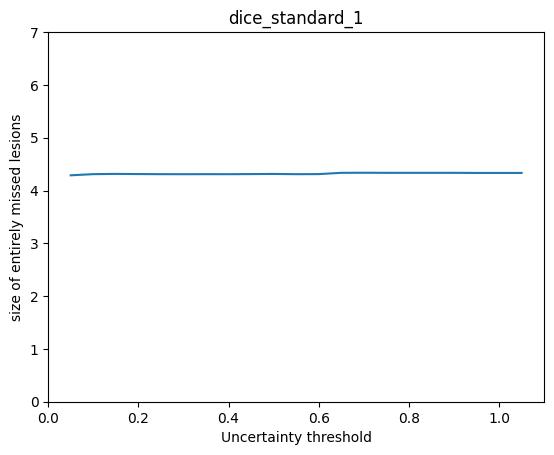 dice_standard_1
size of entirely missed lesions
7
6
5
4
3
2
1
0
0.0 0.2 0.4 0.6 0.8 1.0
Uncertainty threshold